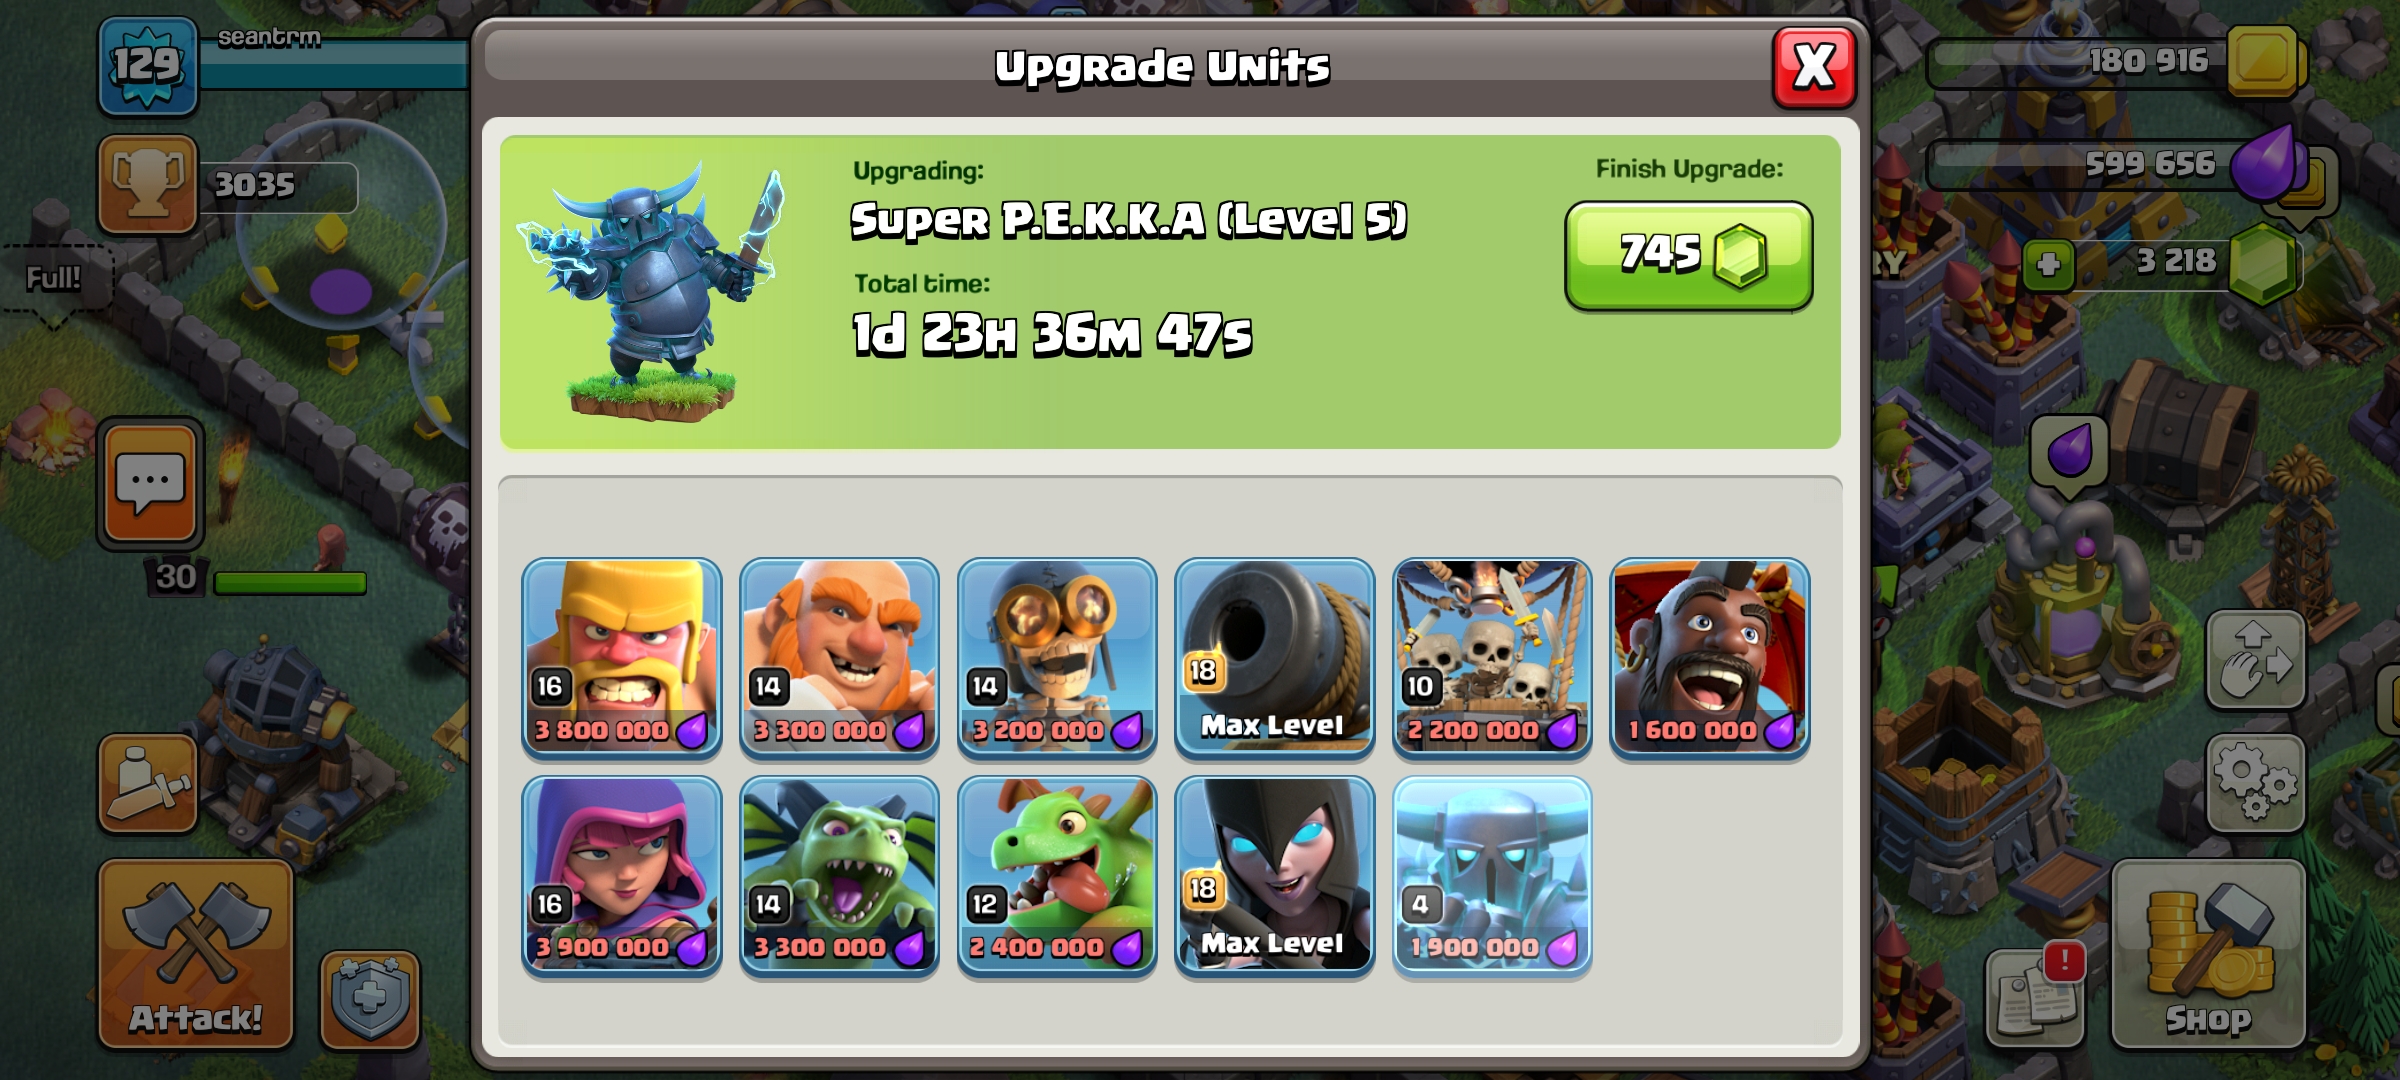 129
seantrm
Upgrade Units
X
180 916
3035
599 656
3 218
Full!
RY
Upgrading:
Super P.E.K.K.A (Level 5)
Total time:
1d 23H 36M 47s
Finish Upgrade:
745
30
16
3 800 000
14
3 300 000
14
3 200 000
18
Max Level
10
2 200 000
1 600 000
16
3 900 000
14
3 300 000
12
2 400 000
18
Max Level
4
1 900 000
Attack!
!
Shop